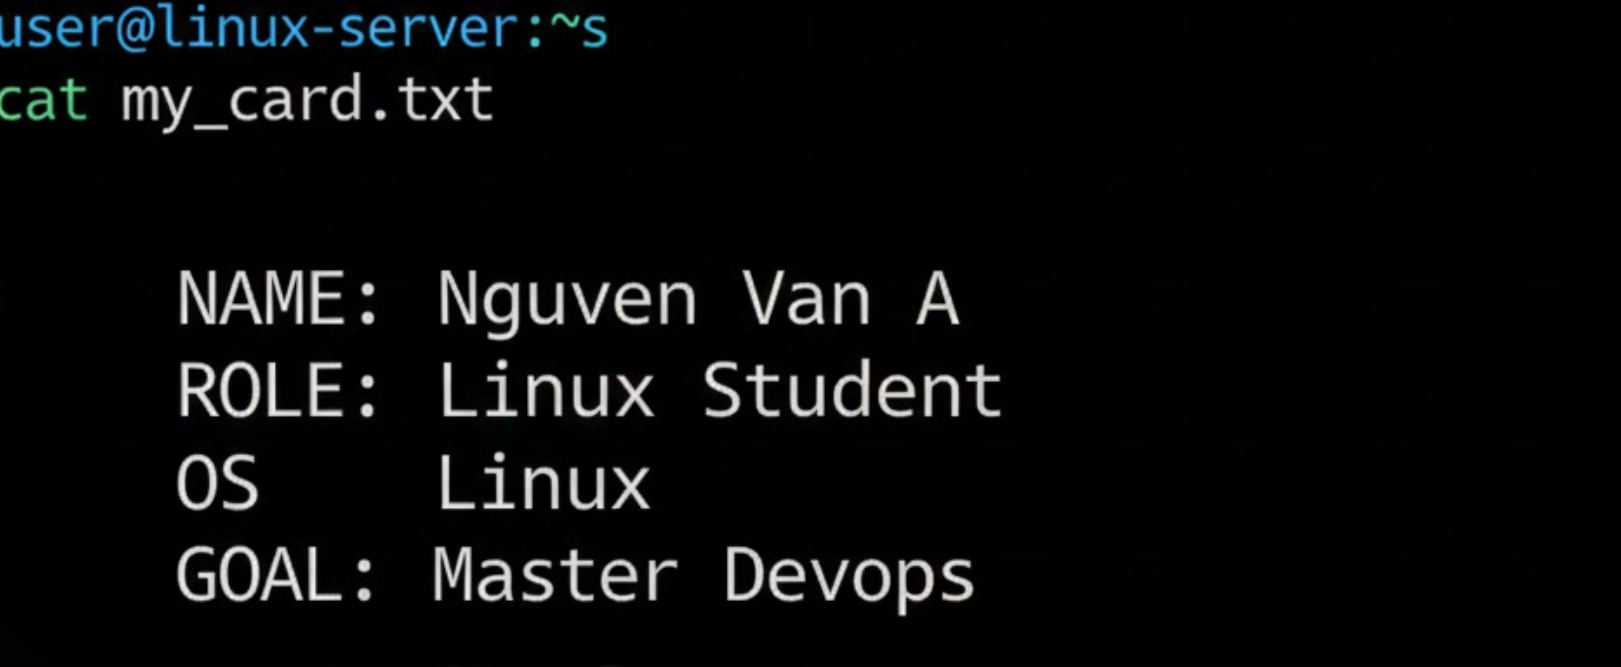 user@linux-server:~s
cat my_card.txt
NAME: Nguven Van A
ROLE: Linux Student
OS Linux
GOAL: Master Devops